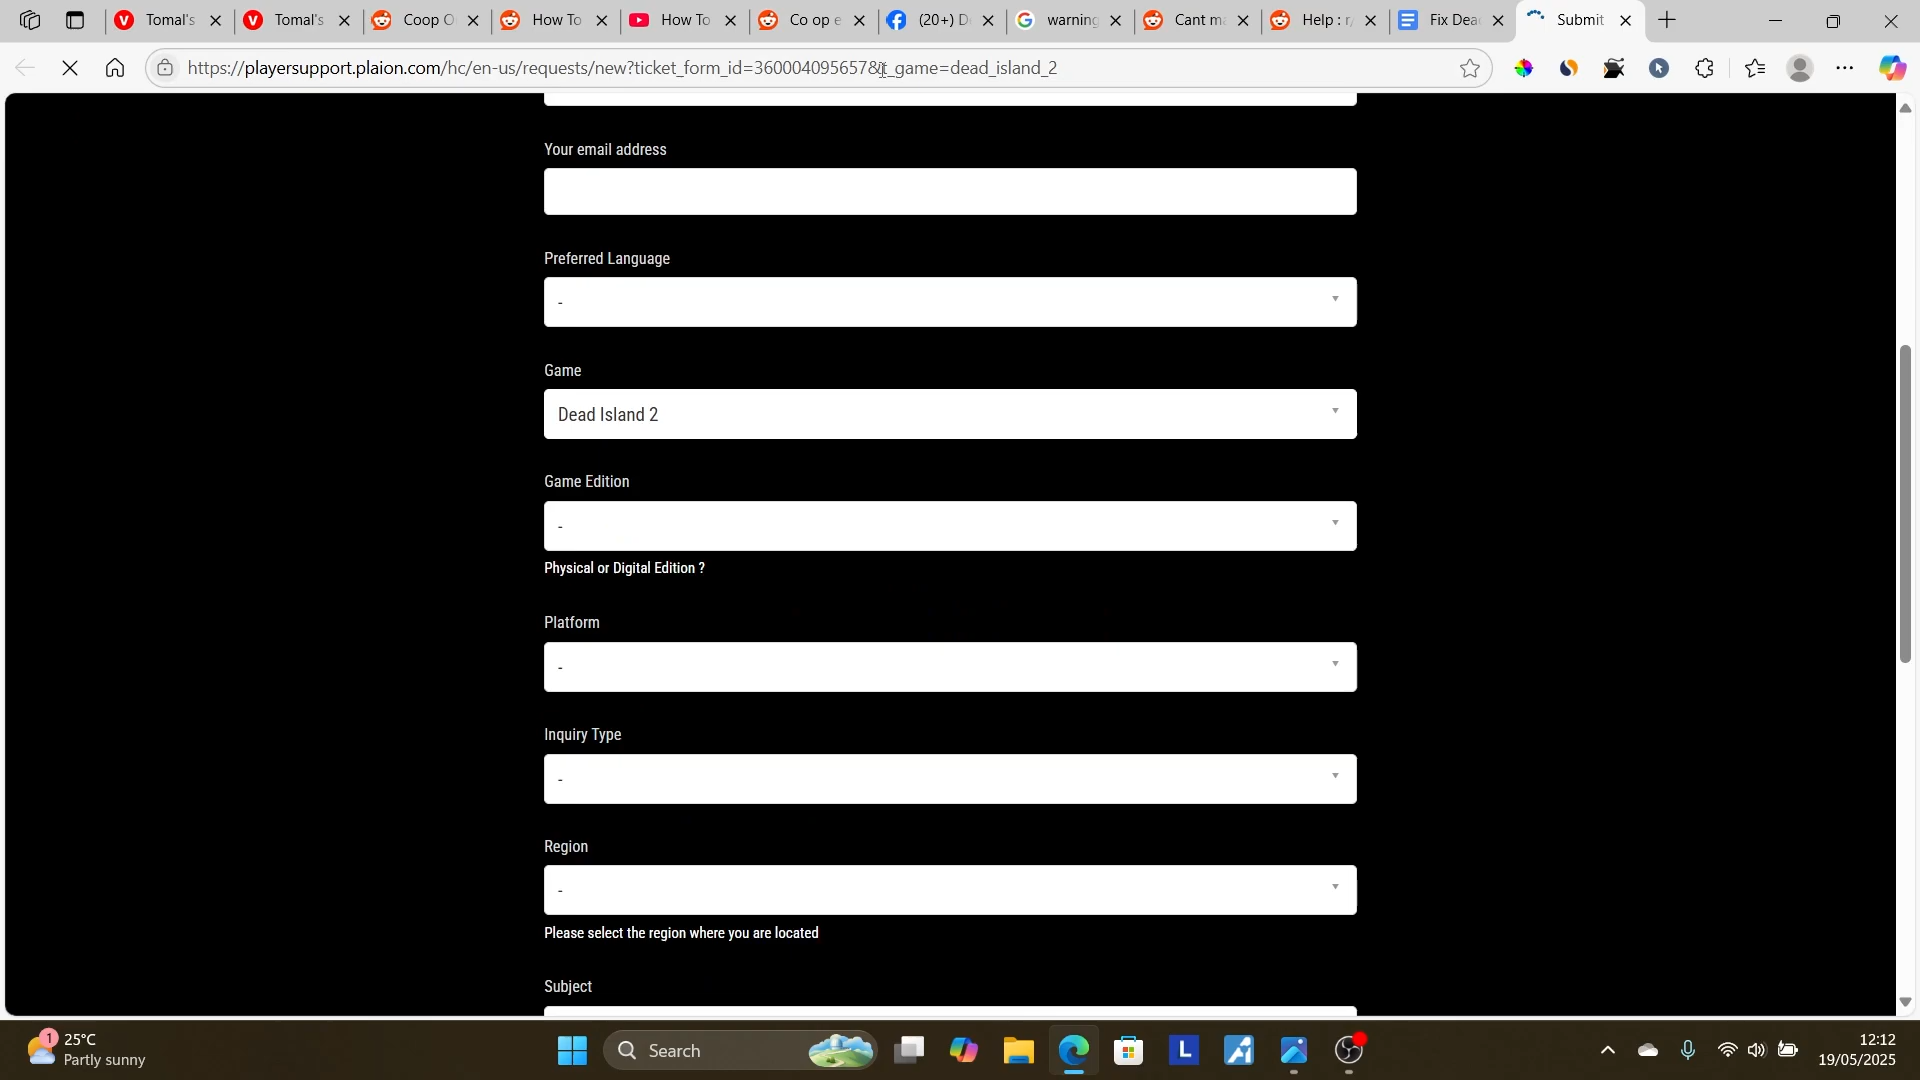 Tomal's
Tomal's
Coop O
How To
How To
Co op e
(20+) D
warning
Cant ma
Help : r/
Fix Dea
Submit
https://playersupport.plaion.com/hc/en-us/requests/new?ticket_form_id=360004095657&t_game=dead_island_2
Your email address
Preferred Language
-
Game
Dead Island 2
Game Edition
-
Physical or Digital Edition ?
Platform
-
Inquiry Type
-
Region
-
Please select the region where you are located
Subject
1
25°C
Partly sunny
Search
12:12
19/05/2025